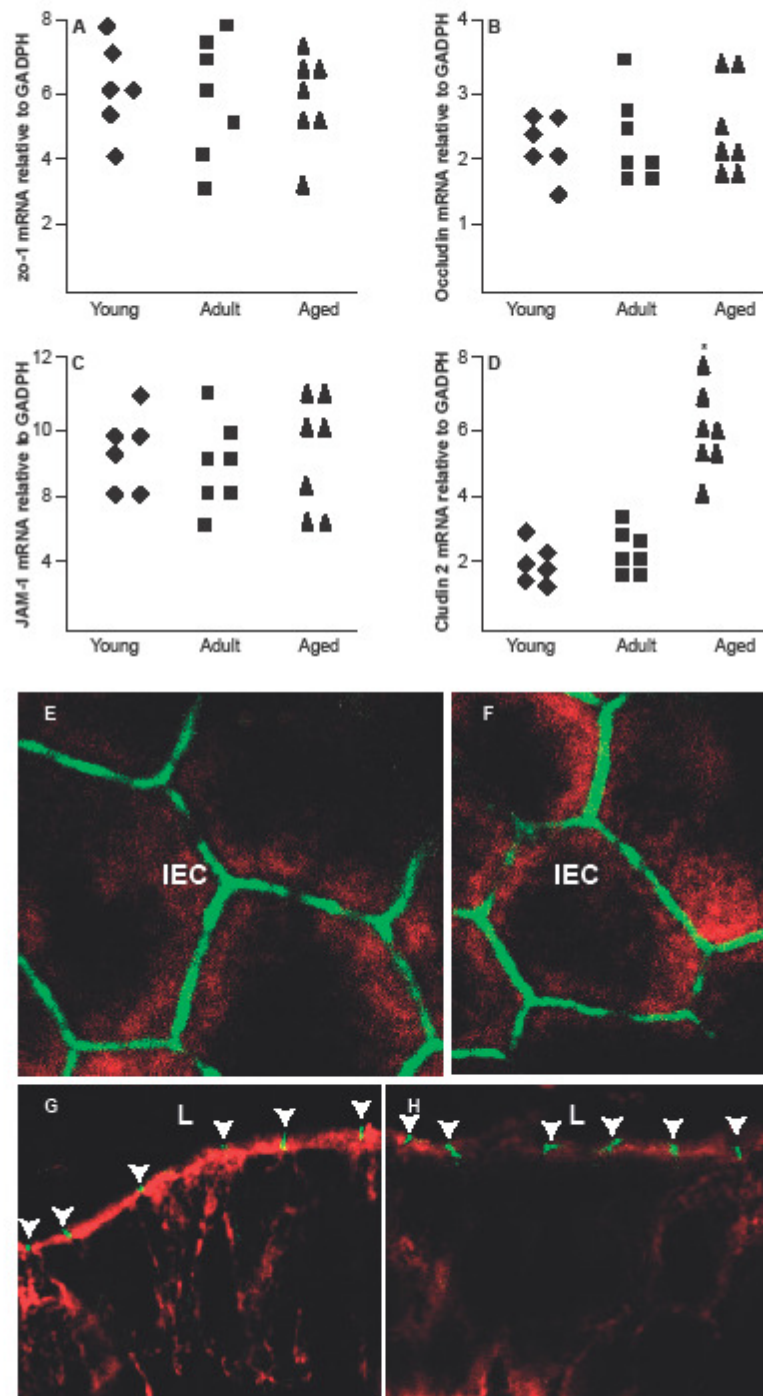 A
zo-1 mRNA relative to GADPH
8
6
4
2
Young Adult Aged
B
Occludin mRNA relative to GADPH
4
3
2
1
Young Adult Aged
C
JAM-1 mRNA relative to GADPH
12
10
8
4
Young Adult Aged
D
Cludin 2 mRNA relative to GADPH
8
6
4
2
*
Young Adult Aged
E
IEC
F
IEC
G
L
H
L